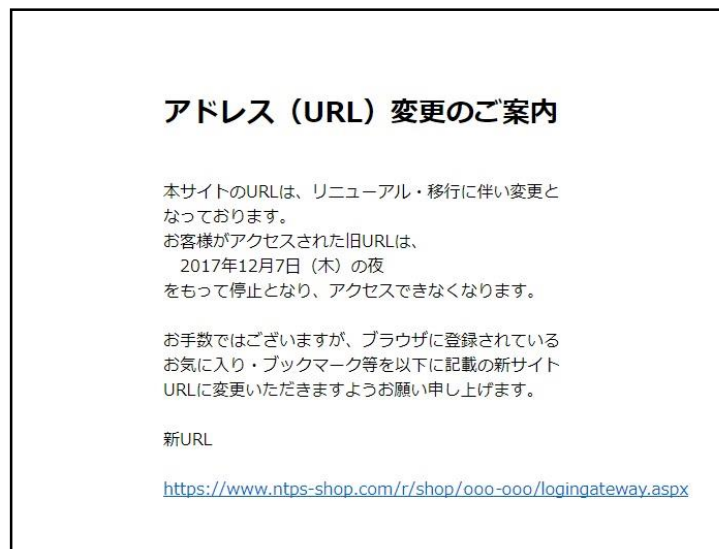 アドレス（URL）変更のご案内
本サイトのURLは、リニューアル・移行に伴い変更と
なっております。
お客様がアクセスされた旧URLは、
　2017年12月7日（木）の夜
をもって停止となり、アクセスできなくなります。
お手数ではございますが、ブラウザに登録されている
お気に入り・ブックマーク等を以下に記載の新サイト
URLに変更いただきますようお願い申し上げます。
新URL
https://www.ntps-shop.com/r/shop/ooo-ooo/logingateway.aspx